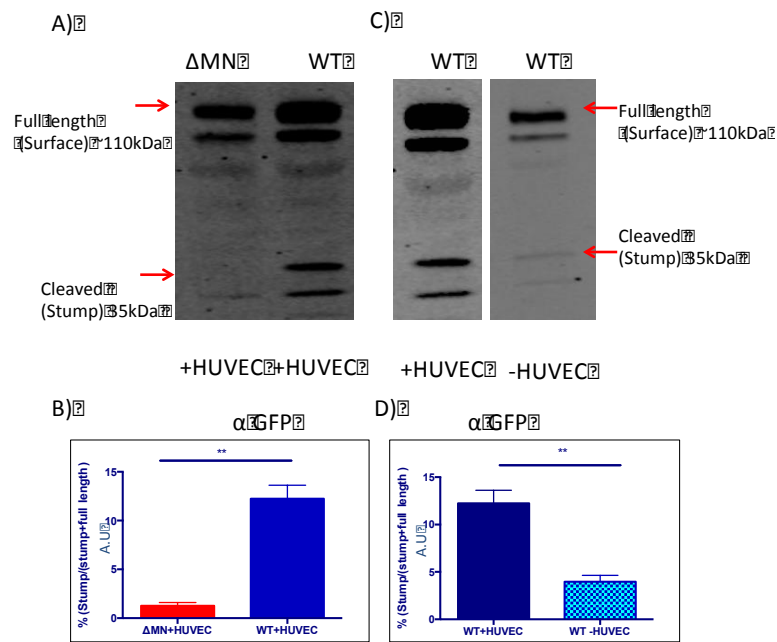 A)
C)
ΔMN WT WT WT
Full length
(Surface) ~110kDa
Full length
(Surface) ~110kDa
Cleaved
(Stump) 35kDa
Cleaved
(Stump) 35kDa
+HUVEC +HUVEC +HUVEC -HUVEC
B)
α GFP
D)
α GFP
**
% (Stump/(stump+full length)
A.U
15
10
5
0
ΔMN+HUVEC WT+HUVEC
**
% (Stump/(stump+full length)
A.U
15
10
5
0
WT+HUVEC WT -HUVEC